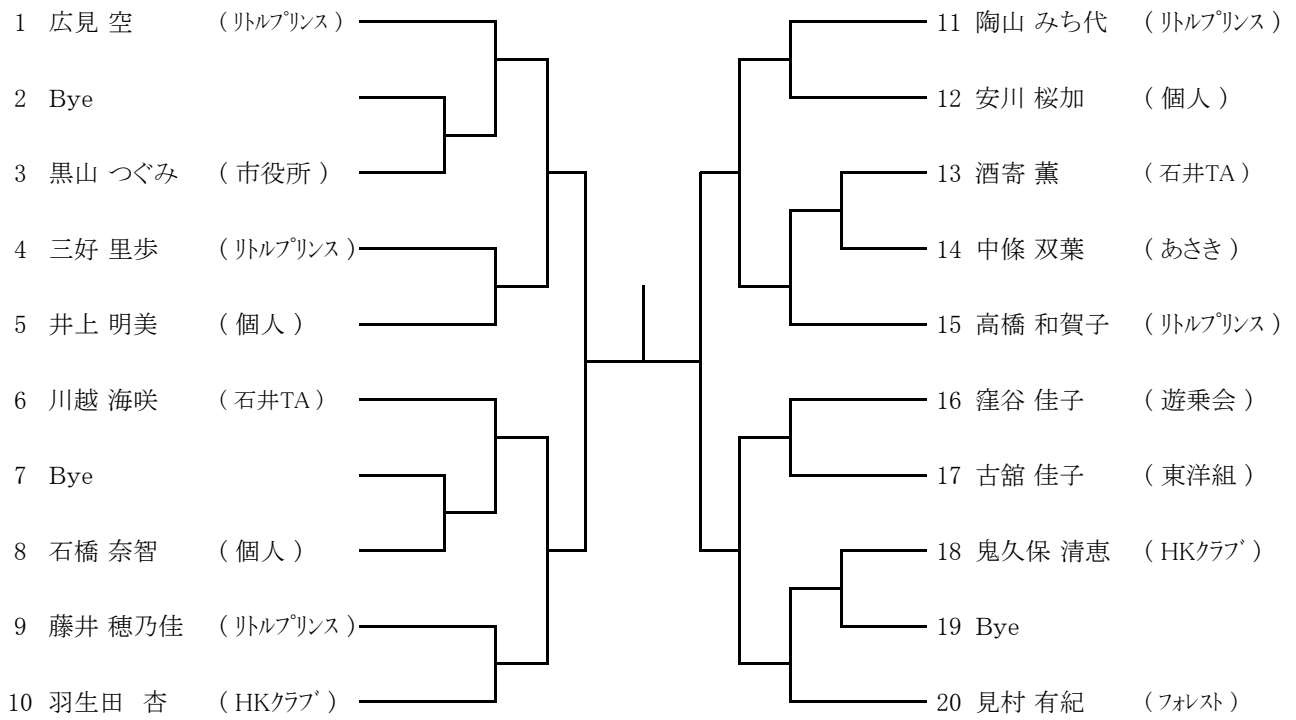 1 広見 空 ( ﾘﾄﾙﾌﾟﾘﾝｽ )
2 Bye
3 黒山 つぐみ ( 市役所 )
4 三好 里歩 ( ﾘﾄﾙﾌﾟﾘﾝｽ )
5 井上 明美 ( 個人 )
6 川越 海咲 ( 石井TA )
7 Bye
8 石橋 奈智 ( 個人 )
9 藤井 穂乃佳 ( ﾘﾄﾙﾌﾟﾘﾝｽ )
10 羽生田 杏 ( HKｸﾗﾌﾞ )
11 陶山 みち代 ( ﾘﾄﾙﾌﾟﾘﾝｽ )
12 安川 桜加 ( 個人 )
13 酒寄 薫 ( 石井TA )
14 中條 双葉 ( あさき )
15 高橋 和賀子 ( ﾘﾄﾙﾌﾟﾘﾝｽ )
16 窪谷 佳子 ( 遊乗会 )
17 古舘 佳子 ( 東洋組 )
18 鬼久保 清恵 ( HKｸﾗﾌﾞ )
19 Bye
20 見村 有紀 ( ﾌｫﾚｽﾄ )